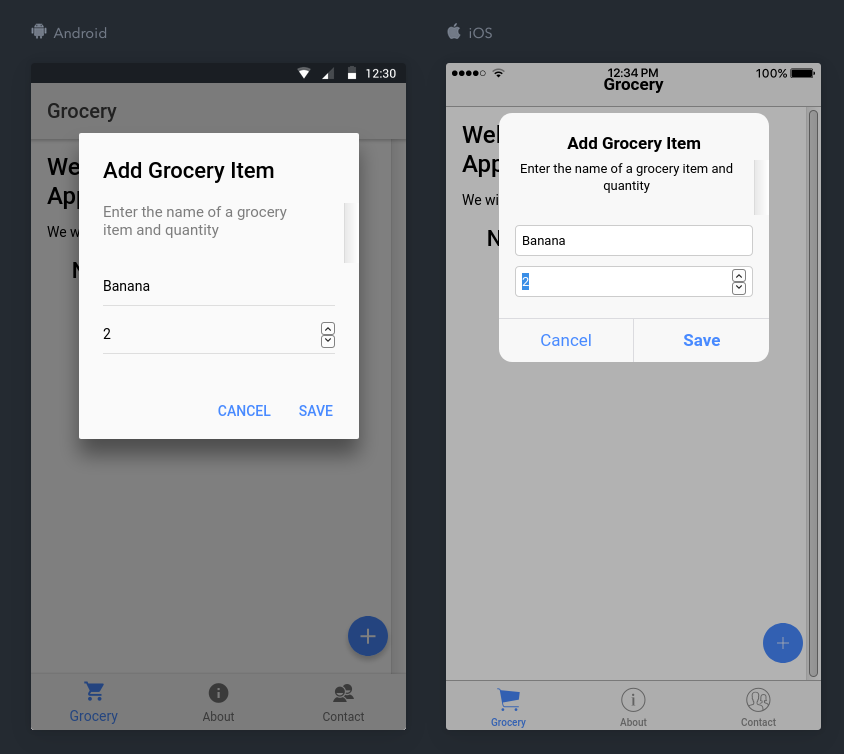 Android
12:30
Grocery
We
App
We w
N
Add Grocery Item
Enter the name of a grocery
item and quantity
Banana
2
CANCEL SAVE
Grocery About Contact
iOS
12:34 PM 100%
Grocery
Wel
App
We wi
N
Add Grocery Item
Enter the name of a grocery item and
quantity
Banana
2
Cancel Save
Grocery About Contact